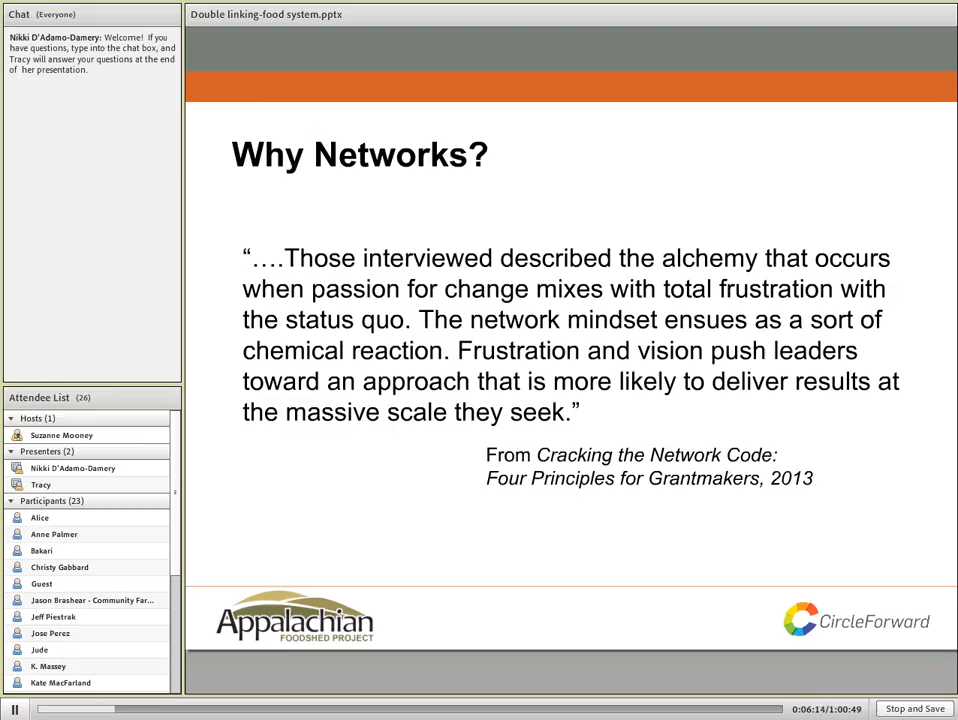 Chat (Everyone)
Nikki D'Adamo-Damery: Welcome! If you
have questions, type into the chat box, and
Tracy will answer your questions at the end
of her presentation.
Attendee List (26)
Hosts (1)
Suzanne Mooney
Presenters (2)
Nikki D'Adamo-Damery
Tracy
Participants (23)
Alice
Anne Palmer
Bakari
Christy Gabbard
Guest
Jason Brashear - Community Far...
Jeff Piestrak
Jose Perez
Jude
K. Massey
Kate MacFarland
Double linking-food system.pptx
Why Networks?
“….Those interviewed described the alchemy that occurs
when passion for change mixes with total frustration with
the status quo. The network mindset ensues as a sort of
chemical reaction. Frustration and vision push leaders
toward an approach that is more likely to deliver results at
the massive scale they seek.”
From Cracking the Network Code:
Four Principles for Grantmakers, 2013
Appalachian
FOODSHED PROJECT
CircleForward
0:06:14/1:00:49
Stop and Save